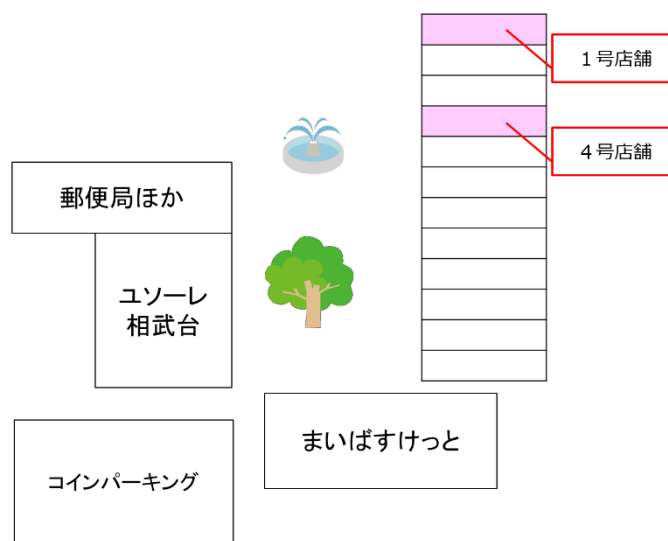 １号店舗
４号店舗
郵便局ほか
ユソーレ
相武台
まいばすけっと
コインパーキング